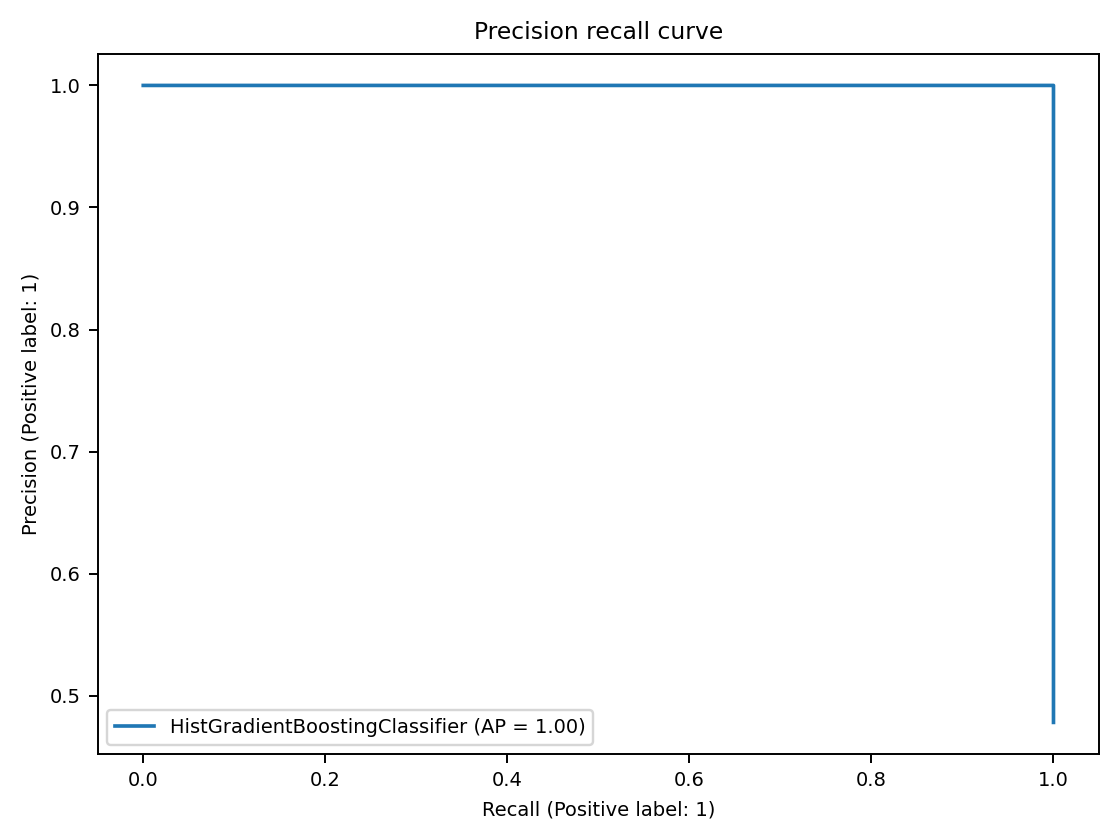 Precision recall curve
1.0
0.9
0.8
0.7
0.6
0.5
Precision (Positive label: 1)
HistGradientBoostingClassifier (AP = 1.00)
0.0 0.2 0.4 0.6 0.8 1.0
Recall (Positive label: 1)